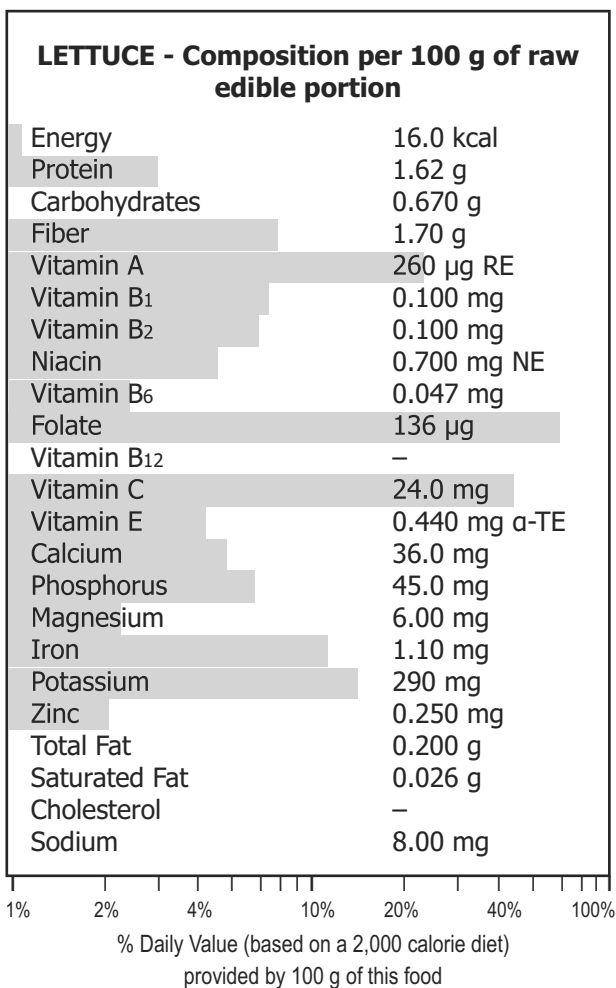 LETTUCE - Composition per 100 g of raw
edible portion
Energy 16.0 kcal
Protein 1.62 g
Carbohydrates 0.670 g
Fiber 1.70 g
Vitamin A 260 µg RE
Vitamin B1 0.100 mg
Vitamin B2 0.100 mg
Niacin 0.700 mg NE
Vitamin B6 0.047 mg
Folate 136 µg
Vitamin B12 –
Vitamin C 24.0 mg
Vitamin E 0.440 mg α-TE
Calcium 36.0 mg
Phosphorus 45.0 mg
Magnesium 6.00 mg
Iron 1.10 mg
Potassium 290 mg
Zinc 0.250 mg
Total Fat 0.200 g
Saturated Fat 0.026 g
Cholesterol –
Sodium 8.00 mg
1% 2% 4% 10% 20% 40% 100%
% Daily Value (based on a 2,000 calorie diet)
provided by 100 g of this food